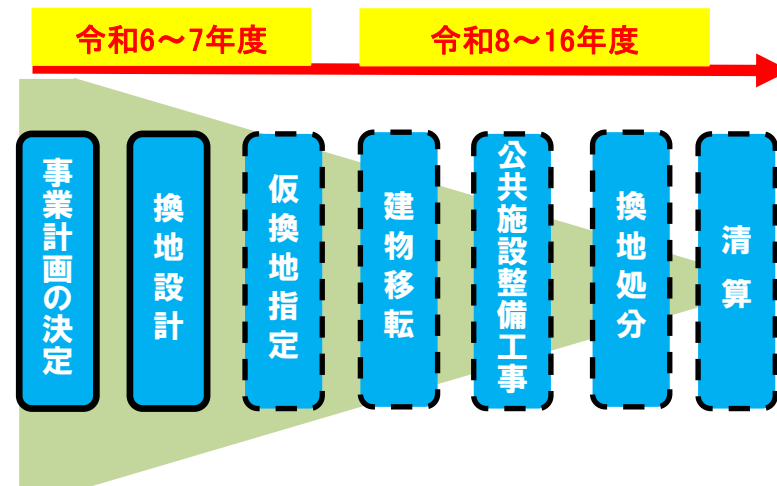 令和6～7年度
令和8～16年度
事業計画の決定
換地設計
仮換地指定
建物移転
公共施設整備工事
換地処分
清算